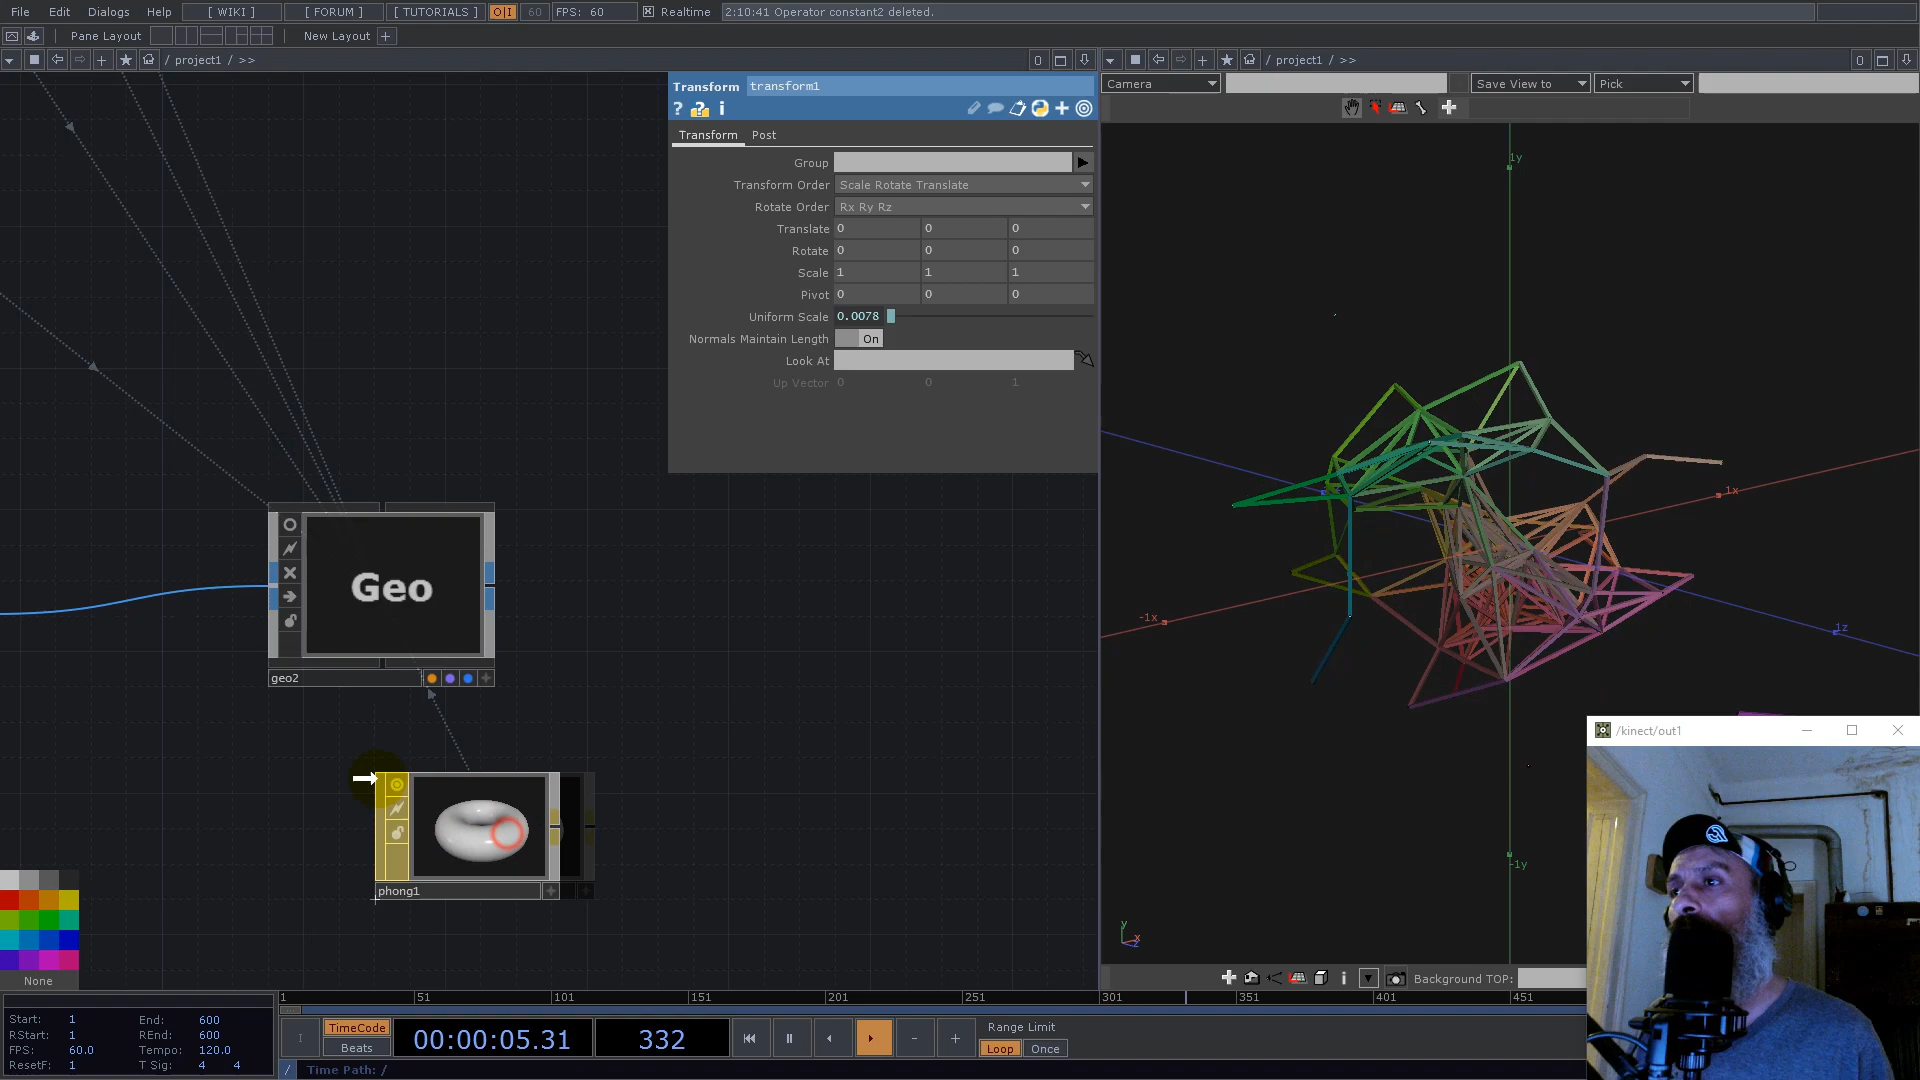 File Edit Dialogs Help [ WIKI ] [ FORUM ] [ TUTORIALS ] O|I 60 FPS: 60 Realtime 2:10:41 Operator constant2 deleted.
Pane Layout New Layout +
/ project1 / >> 0 / project1 / >> 0
Transform transform1
Camera Save View to Pick
? ? i
Transform Post
Group
Transform Order Scale Rotate Translate
Rotate Order Rx Ry Rz
Translate 0 0 0
Rotate 0 0 0
Scale 1 1 1
Pivot 0 0 0
Uniform Scale 0.0078
Normals Maintain Length On
Look At
Up Vector 0 0 1
1y
1x
-1x
1z
-1y
y
x
Geo
geo2
phong1
/kinect/out1
None
i Background TOP:
1 51 101 151 201 251 301 351 401 451
Start: 1 End: 600
RStart: 1 REnd: 600
FPS: 60.0 Tempo: 120.0
ResetF: 1 T Sig: 4 4
TimeCode
Beats
00:00:05.31 332
Range Limit
Loop Once
/ Time Path: /